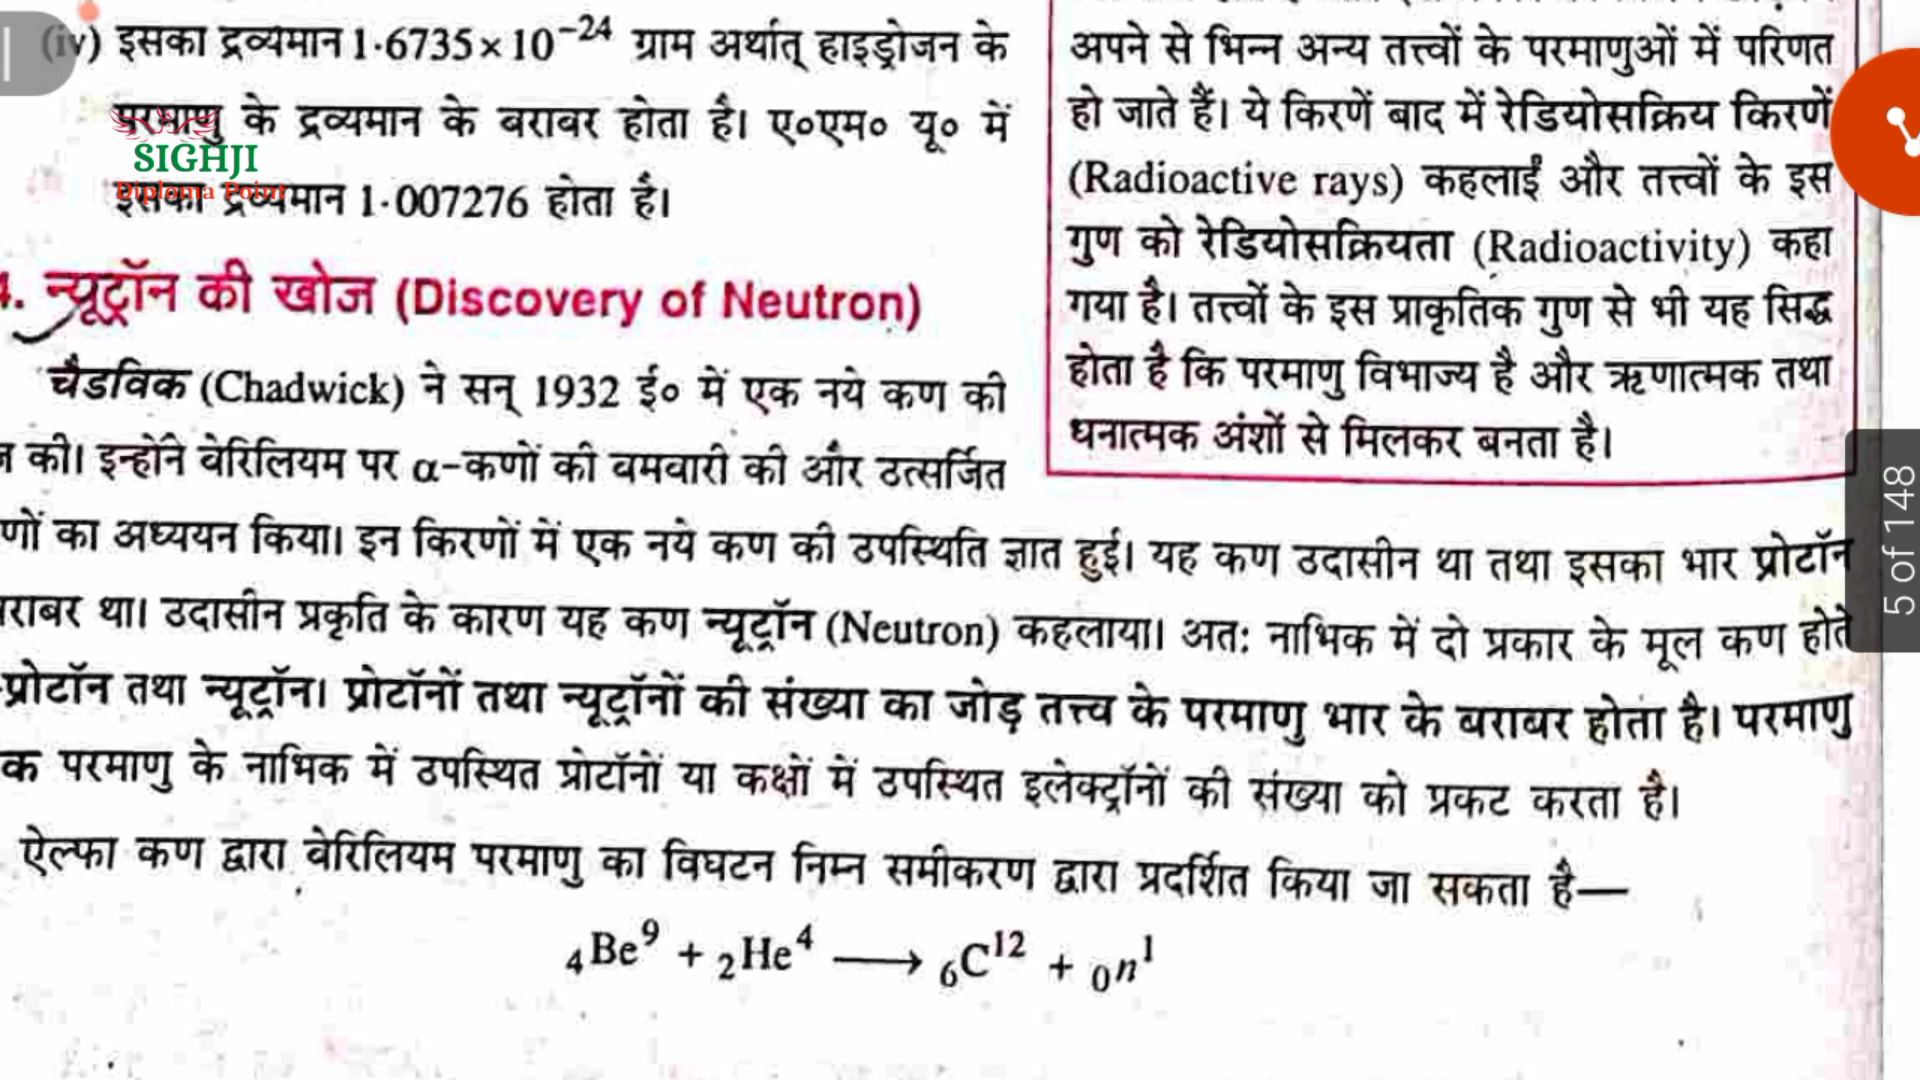 (iv) इसका द्रव्यमान 1·6735×10⁻²⁴ ग्राम अर्थात् हाइड्रोजन के
परमाणु के द्रव्यमान के बराबर होता है। ए०एम० यू० में
SIGHJI
Diploma Point
इसका द्रव्यमान 1·007276 होता है।
4. न्यूट्रॉन की खोज (Discovery of Neutron)
चैडविक (Chadwick) ने सन् 1932 ई० में एक नये कण की
की। इन्होंने बेरिलियम पर α-कणों की बमबारी की और उत्सर्जित
णों का अध्ययन किया। इन किरणों में एक नये कण की उपस्थिति ज्ञात हुई। यह कण उदासीन था तथा इसका भार प्रोटॉन
बराबर था। उदासीन प्रकृति के कारण यह कण न्यूट्रॉन (Neutron) कहलाया। अतः नाभिक में दो प्रकार के मूल कण होते
-प्रोटॉन तथा न्यूट्रॉन। प्रोटॉनों तथा न्यूट्रॉनों की संख्या का जोड़ तत्त्व के परमाणु भार के बराबर होता है। परमाणु
क परमाणु के नाभिक में उपस्थित प्रोटॉनों या कक्षों में उपस्थित इलेक्ट्रॉनों की संख्या को प्रकट करता है।
ऐल्फा कण द्वारा बेरिलियम परमाणु का विघटन निम्न समीकरण द्वारा प्रदर्शित किया जा सकता है—
₄Be⁹ + ₂He⁴ ⟶ ₆C¹² + ₀n¹
अपने से भिन्न अन्य तत्त्वों के परमाणुओं में परिणत
हो जाते हैं। ये किरणें बाद में रेडियोसक्रिय किरणें
(Radioactive rays) कहलाईं और तत्त्वों के इस
गुण को रेडियोसक्रियता (Radioactivity) कहा
गया है। तत्त्वों के इस प्राकृतिक गुण से भी यह सिद्ध
होता है कि परमाणु विभाज्य है और ऋणात्मक तथा
धनात्मक अंशों से मिलकर बनता है।
5 of 148